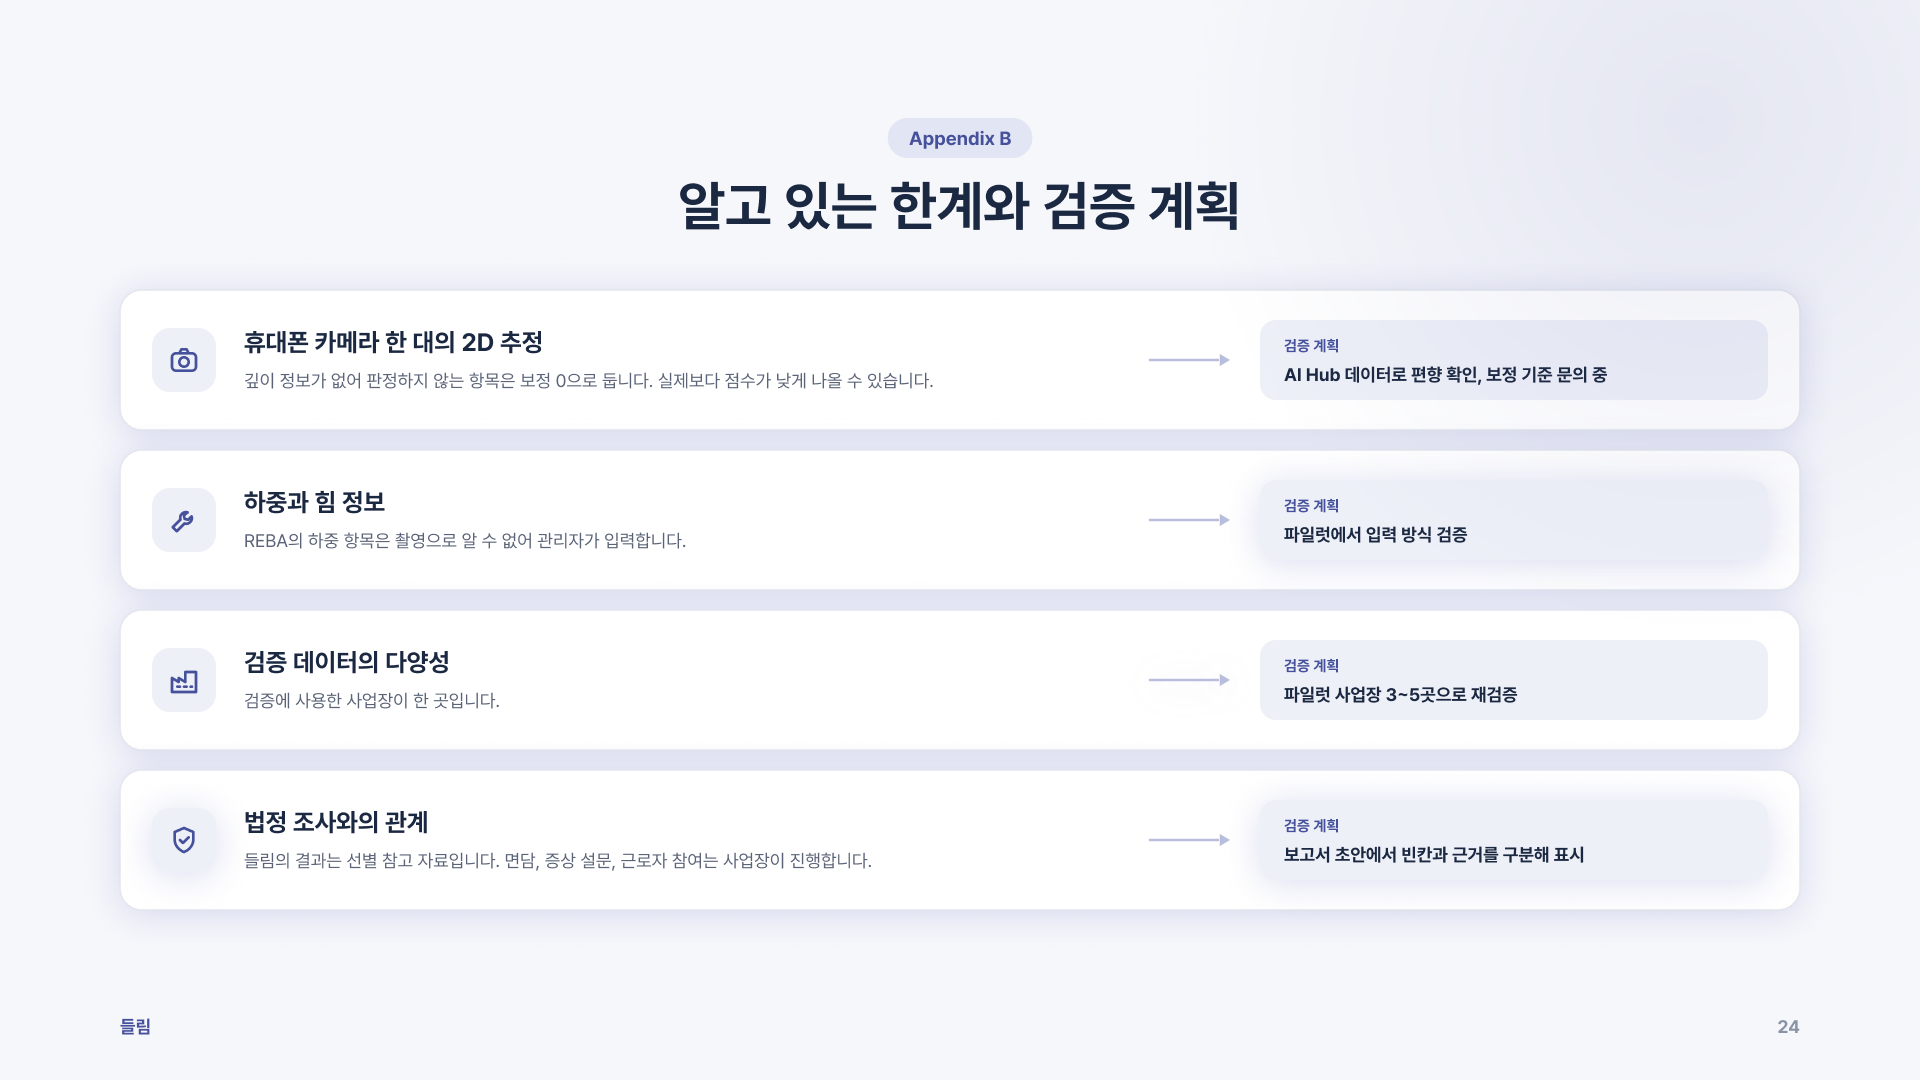 Appendix B
알고 있는 한계와 검증 계획
휴대폰 카메라 한 대의 2D 추정
깊이 정보가 없어 판정하지 않는 항목은 보정 0으로 둡니다. 실제보다 점수가 낮게 나올 수 있습니다.
검증 계획
AI Hub 데이터로 편향 확인, 보정 기준 문의 중
하중과 힘 정보
REBA의 하중 항목은 촬영으로 알 수 없어 관리자가 입력합니다.
검증 계획
파일럿에서 입력 방식 검증
검증 데이터의 다양성
검증에 사용한 사업장이 한 곳입니다.
검증 계획
파일럿 사업장 3~5곳으로 재검증
법정 조사와의 관계
들림의 결과는 선별 참고 자료입니다. 면담, 증상 설문, 근로자 참여는 사업장이 진행합니다.
검증 계획
보고서 초안에서 빈칸과 근거를 구분해 표시
들림
24